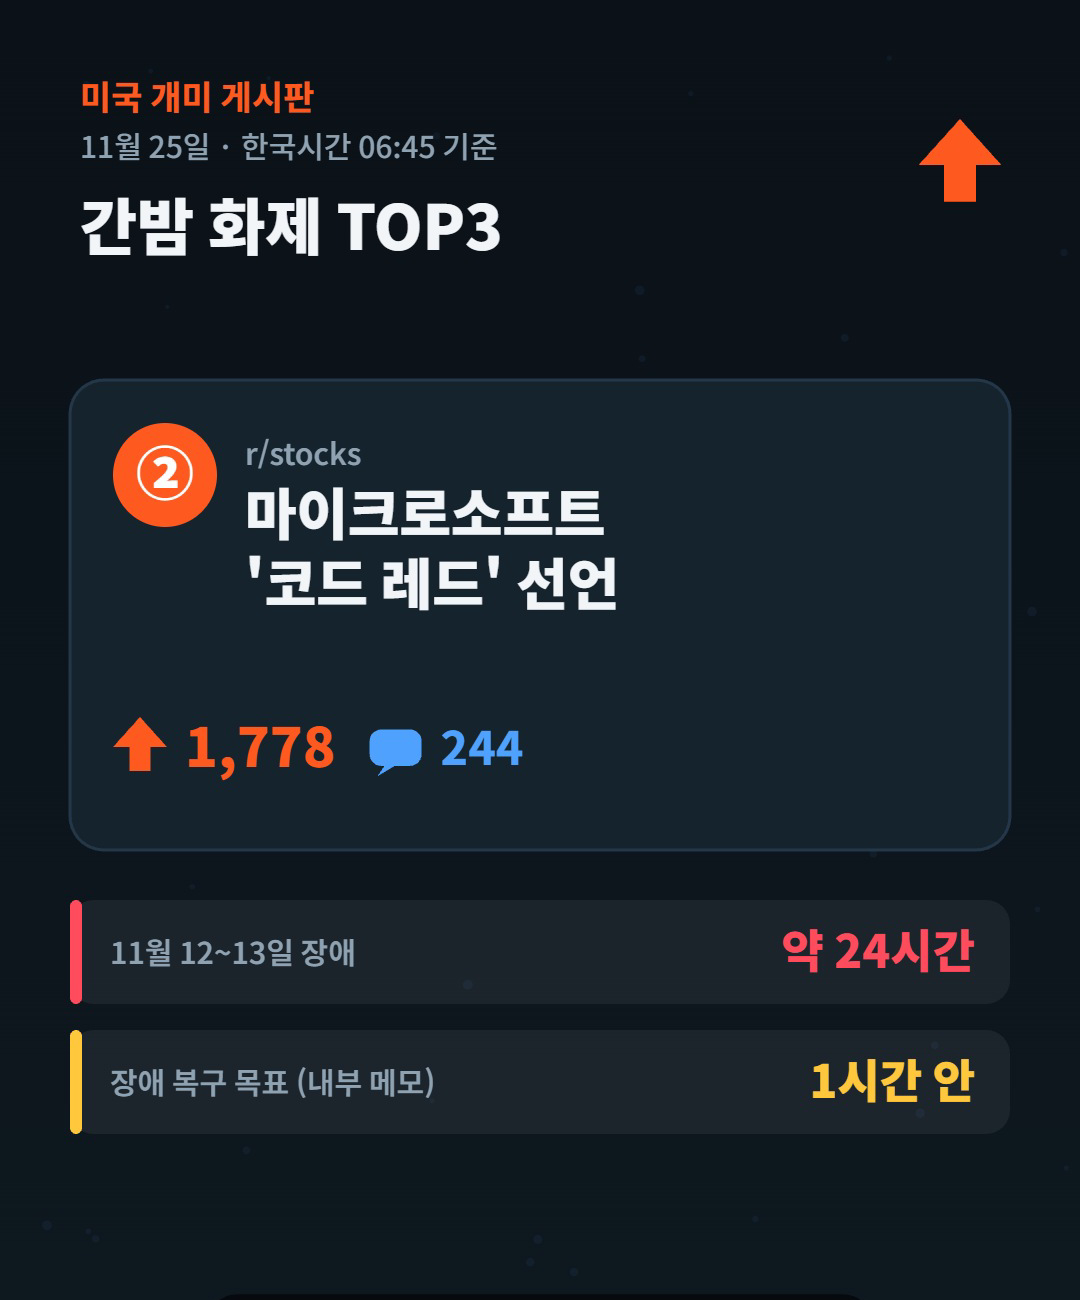 미국 개미 게시판
11월 25일 · 한국시간 06:45 기준
간밤 화제 TOP3
②
r/stocks
마이크로소프트
'코드 레드' 선언
1,778
244
11월 12~13일 장애
약 24시간
장애 복구 목표 (내부 메모)
1시간 안